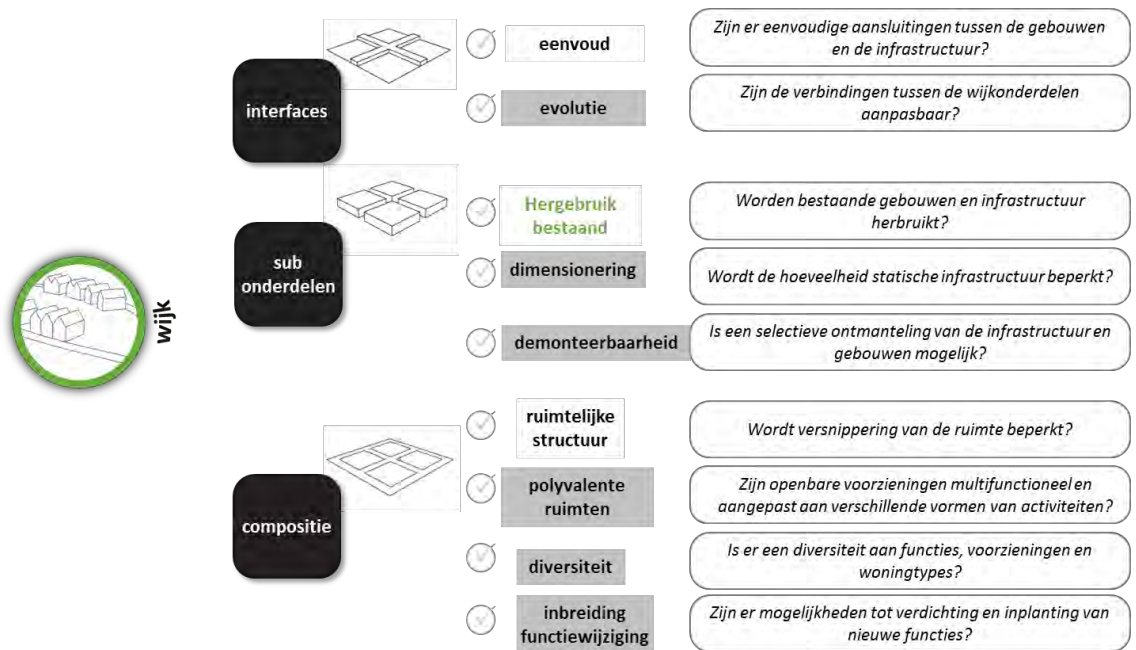 wijk
interfaces
eenvoud
Zijn er eenvoudige aansluitingen tussen de gebouwen
en de infrastructuur?
evolutie
Zijn de verbindingen tussen de wijkonderdelen
aanpasbaar?
sub
onderdelen
Hergebruik
bestaand
Worden bestaande gebouwen en infrastructuur
herbruikt?
dimensionering
Wordt de hoeveelheid statische infrastructuur beperkt?
demonteerbaarheid
Is een selectieve ontmanteling van de infrastructuur en
gebouwen mogelijk?
compositie
ruimtelijke
structuur
Wordt versnippering van de ruimte beperkt?
polyvalente
ruimten
Zijn openbare voorzieningen multifunctioneel en
aangepast aan verschillende vormen van activiteiten?
diversiteit
Is er een diversiteit aan functies, voorzieningen en
woningtypes?
inbreiding
functiewijziging
Zijn er mogelijkheden tot verdichting en inplanting van
nieuwe functies?